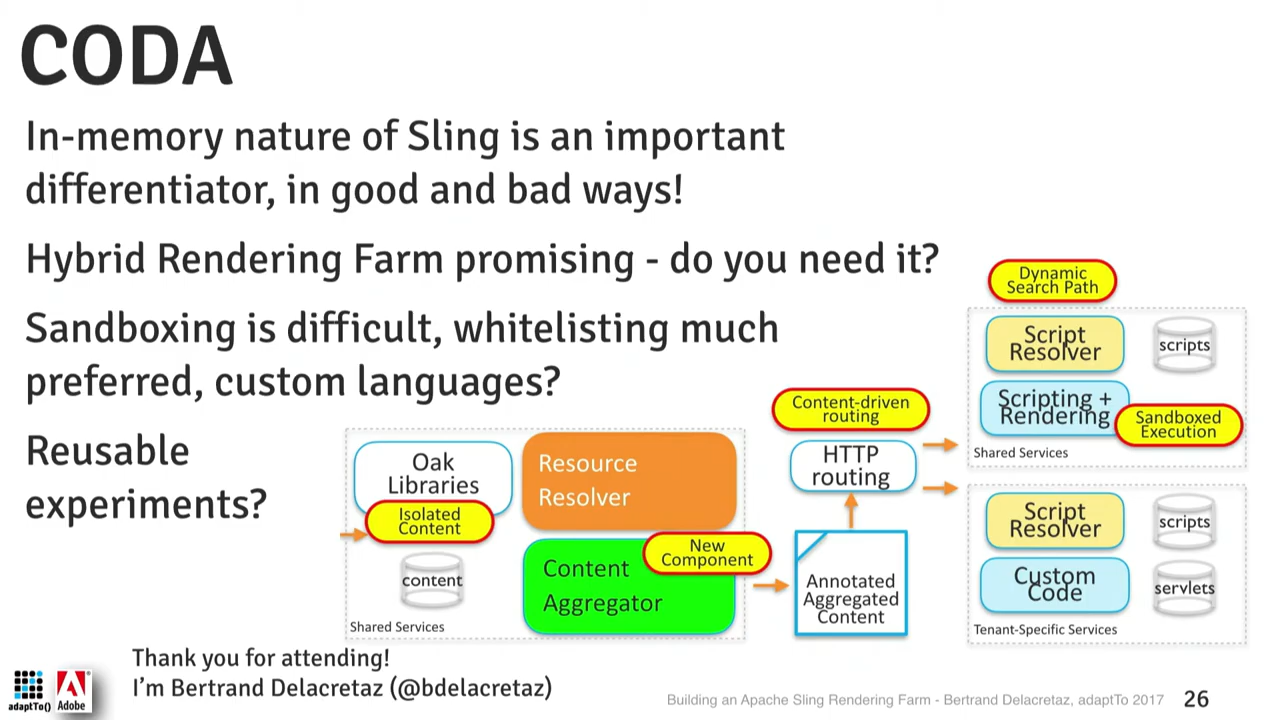 CODA
In-memory nature of Sling is an important
differentiator, in good and bad ways!
Hybrid Rendering Farm promising - do you need it?
Sandboxing is difficult, whitelisting much
preferred, custom languages?
Reusable
experiments?
Oak
Libraries
Isolated
Content
content
Shared Services
Resource
Resolver
New
Component
Content
Aggregator
Content-driven
routing
HTTP
routing
Annotated
Aggregated
Content
Dynamic
Search Path
Script
Resolver
scripts
Scripting +
Rendering
Sandboxed
Execution
Shared Services
Script
Resolver
scripts
Custom
Code
servlets
Tenant-Specific Services
Thank you for attending!
I'm Bertrand Delacretaz (@bdelacretaz)
adaptTo()
Adobe
Building an Apache Sling Rendering Farm - Bertrand Delacretaz, adaptTo 2017
26